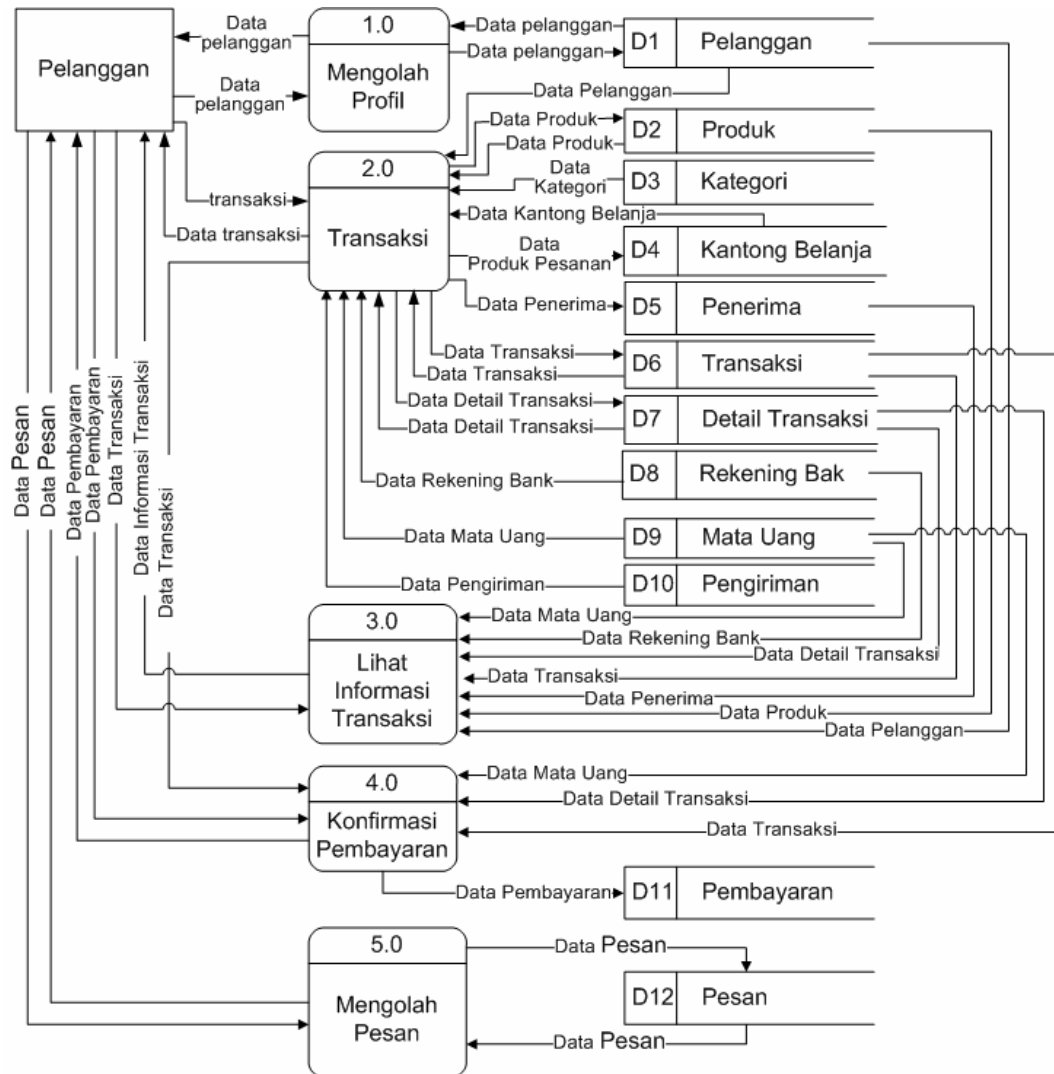 Pelanggan
Data
pelanggan
Data
pelanggan
1.0
Mengolah
Profil
Data pelanggan
Data pelanggan
D1 Pelanggan
Data Pelanggan
Data Produk
Data Produk
D2 Produk
Data
Kategori
D3 Kategori
2.0
Transaksi
transaksi
Data transaksi
Data Kantong Belanja
Data
Produk Pesanan
D4 Kantong Belanja
Data Penerima
D5 Penerima
Data Transaksi
Data Transaksi
D6 Transaksi
Data Detail Transaksi
Data Detail Transaksi
D7 Detail Transaksi
Data Rekening Bank
D8 Rekening Bak
Data Mata Uang
D9 Mata Uang
Data Pengiriman
D10 Pengiriman
Data Pesan
Data Pesan
Data Pembayaran
Data Pembayaran
Data Transaksi
Data Informasi Transaksi
Data Transaksi
3.0
Lihat
Informasi
Transaksi
Data Mata Uang
Data Rekening Bank
Data Detail Transaksi
Data Transaksi
Data Penerima
Data Produk
Data Pelanggan
4.0
Konfirmasi
Pembayaran
Data Mata Uang
Data Detail Transaksi
Data Transaksi
Data Pembayaran
D11 Pembayaran
5.0
Mengolah
Pesan
Data Pesan
D12 Pesan
Data Pesan